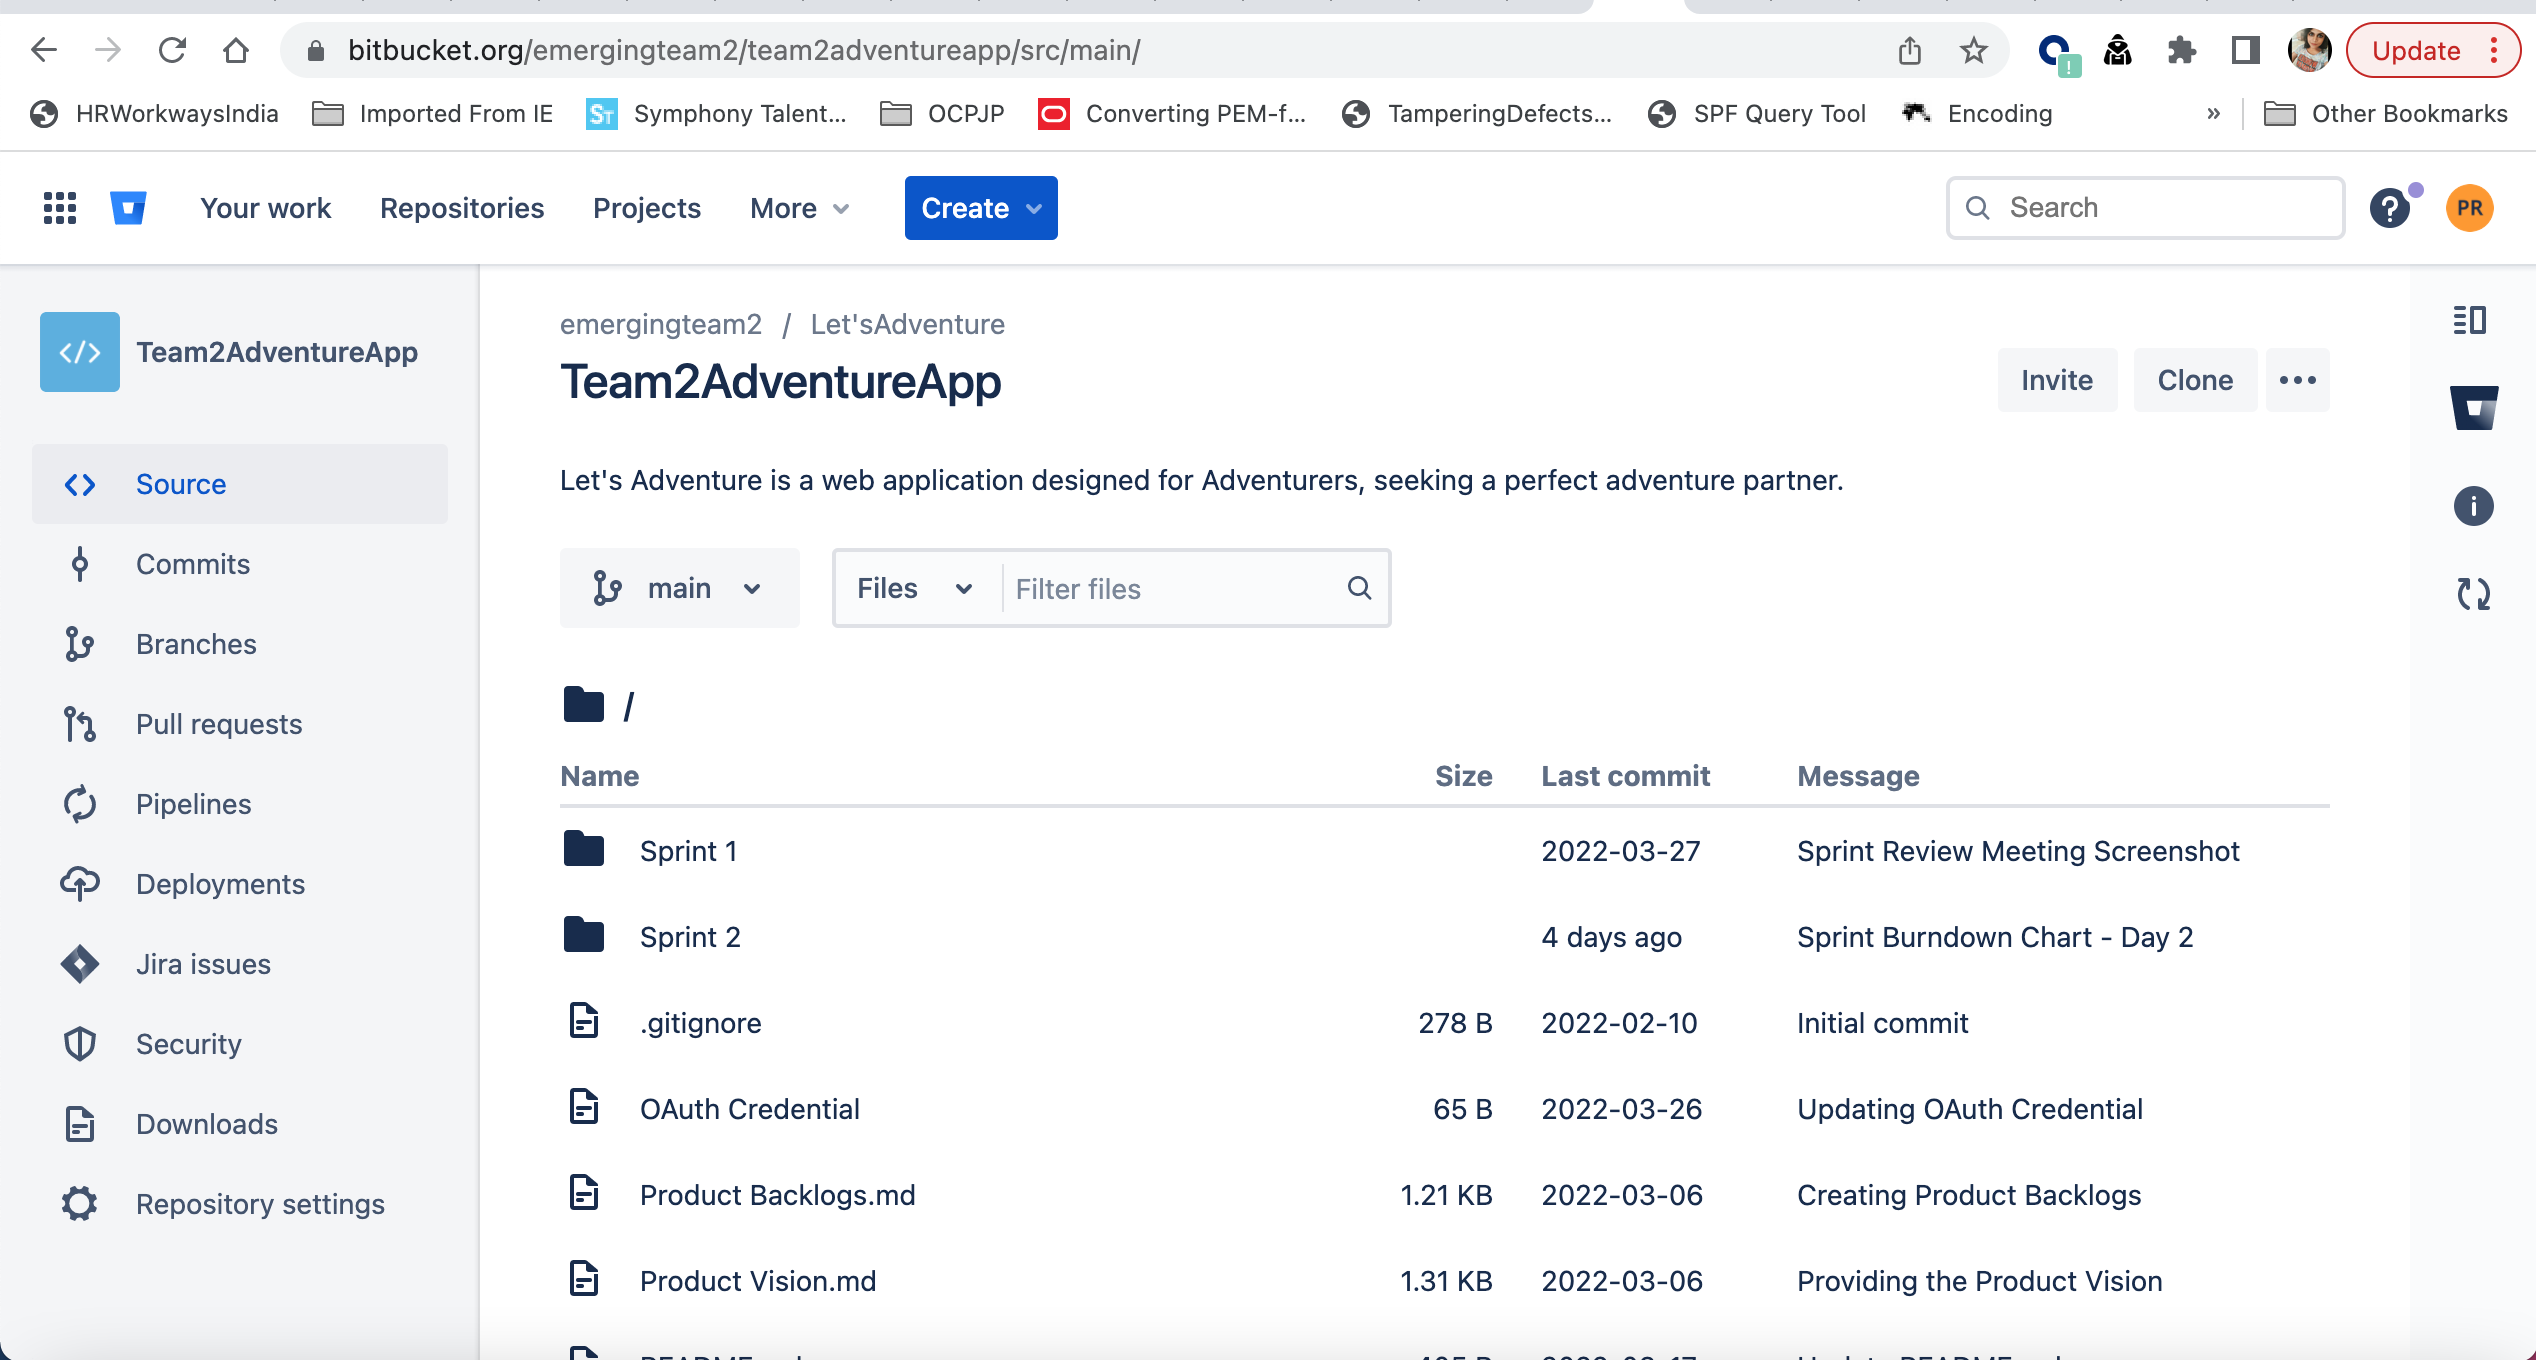 bitbucket.org/emergingteam2/team2adventureapp/src/main/
Update
HRWorkwaysIndia
Imported From IE
ST
Symphony Talent...
OCPJP
Converting PEM-f...
TamperingDefects...
SPF Query Tool
Encoding
»
Other Bookmarks
Your work
Repositories
Projects
More
Create
Search
PR
Team2AdventureApp
Source
Commits
Branches
Pull requests
Pipelines
Deployments
Jira issues
Security
Downloads
Repository settings
emergingteam2 / Let'sAdventure
Team2AdventureApp
Invite
Clone
Let's Adventure is a web application designed for Adventurers, seeking a perfect adventure partner.
main
Files
Filter files
/
Name Size Last commit Message
Sprint 1 2022-03-27 Sprint Review Meeting Screenshot
Sprint 2 4 days ago Sprint Burndown Chart - Day 2
.gitignore 278 B 2022-02-10 Initial commit
OAuth Credential 65 B 2022-03-26 Updating OAuth Credential
Product Backlogs.md 1.21 KB 2022-03-06 Creating Product Backlogs
Product Vision.md 1.31 KB 2022-03-06 Providing the Product Vision